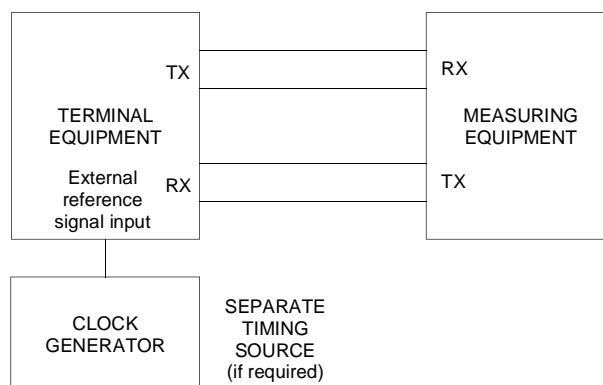 TX
RX
TERMINAL
EQUIPMENT
MEASURING
EQUIPMENT
External
reference
signal input
RX
TX
CLOCK
GENERATOR
SEPARATE
TIMING
SOURCE
(if required)